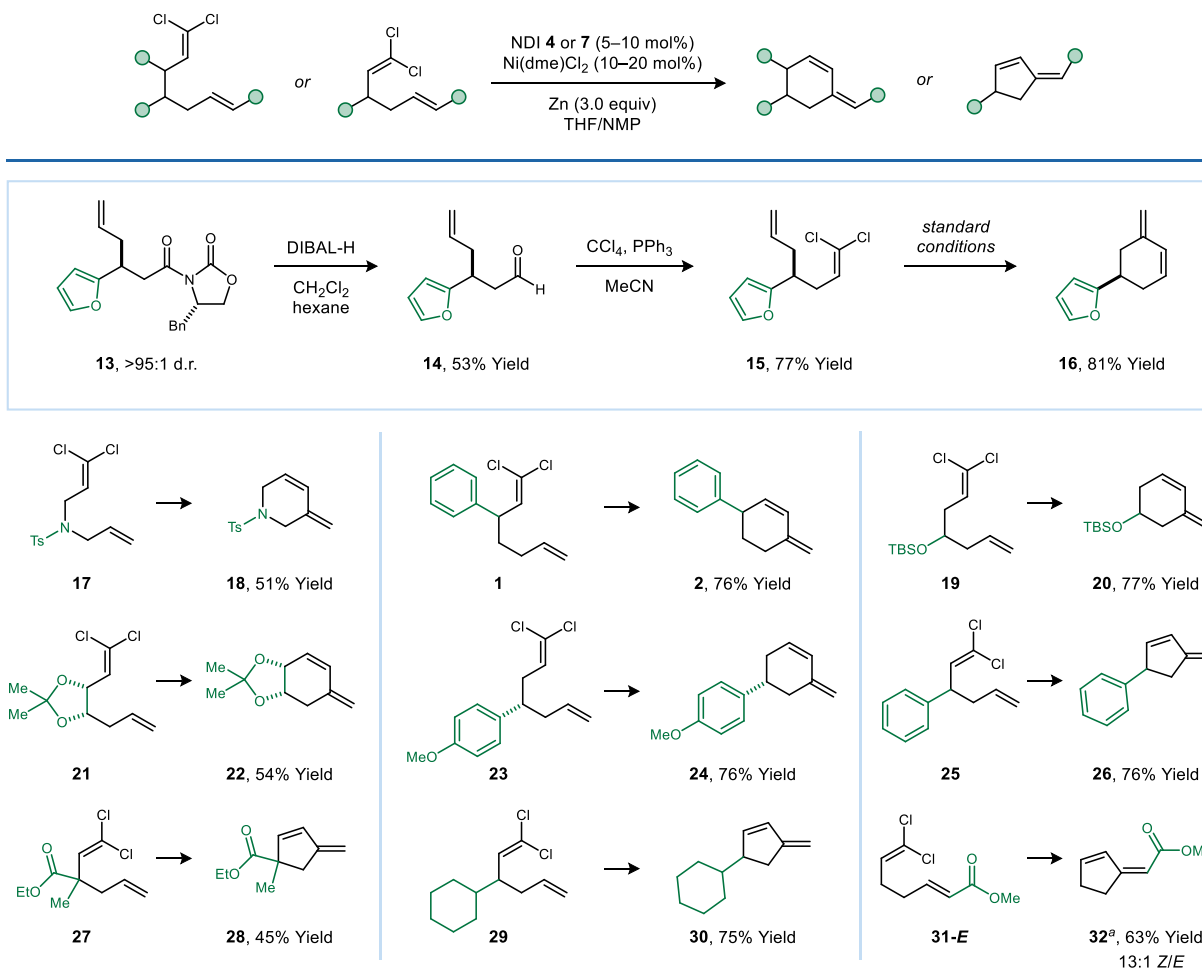 Cl Cl
Cl
Cl
or
NDI 4 or 7 (5–10 mol%)
Ni(dme)Cl2 (10–20 mol%)
Zn (3.0 equiv)
THF/NMP
or
O
O
N
O
Bn
O
13, >95:1 d.r.
DIBAL-H
CH2Cl2
hexane
O
H
O
14, 53% Yield
CCl4, PPh3
MeCN
Cl Cl
O
15, 77% Yield
standard
conditions
O
16, 81% Yield
Cl Cl
N
Ts
17
N
Ts
18, 51% Yield
Cl Cl
1
2, 76% Yield
Cl Cl
TBSO
19
TBSO
20, 77% Yield
Cl Cl
Me
Me
O
O
21
Me
Me
O
O
22, 54% Yield
Cl Cl
MeO
23
MeO
24, 76% Yield
Cl
Cl
25
26, 76% Yield
Cl
Cl
O
EtO
Me
27
O
EtO
Me
28, 45% Yield
Cl
Cl
29
30, 75% Yield
Cl
Cl
O
OMe
31-E
O
OM
32a, 63% Yield
13:1 Z/E